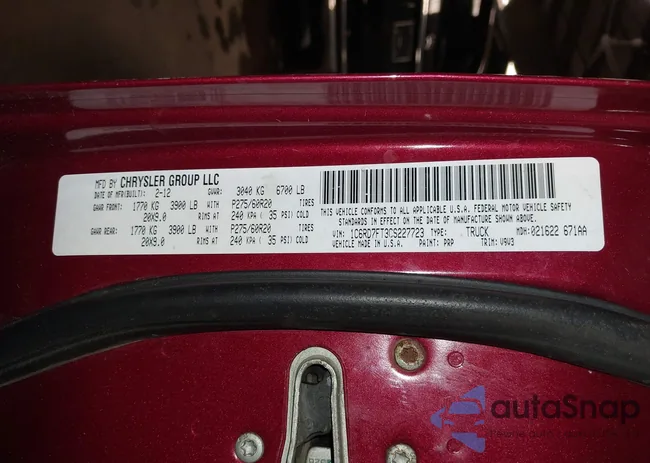 MFD BY CHRYSLER GROUP LLC
DATE OF MFD(BUILT): 2-12 GVWR: 3040 KG 6700 LB
GAWR FRONT: 1770 KG 3900 LB WITH P275/60R20 TIRES
20X9.0 RIMS AT 240 KPA ( 35 PSI) COLD
GAWR REAR: 1770 KG 3900 LB WITH P275/60R20 TIRES
20X9.0 RIMS AT 240 KPA ( 35 PSI) COLD
THIS VEHICLE CONFORMS TO ALL APPLICABLE U.S.A. FEDERAL MOTOR VEHICLE SAFETY
STANDARDS IN EFFECT ON THE DATE OF MANUFACTURE SHOWN ABOVE.
VIN: 1C6RD7FT3CS227723 TYPE: TRUCK MDH: 021622 671AA
VEHICLE MADE IN U.S.A. PAINT: PRP TRIM: V9V3
autoSnap